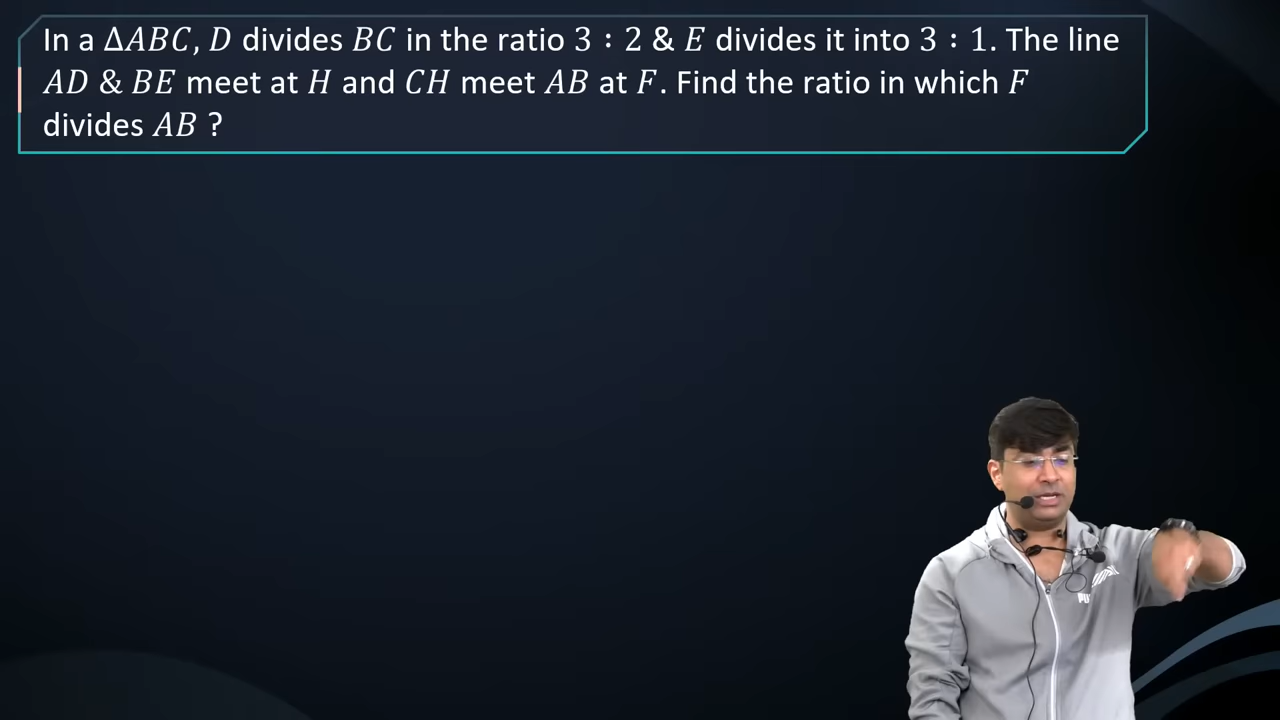 In a Δ𝐴𝐵𝐶, 𝐷 divides 𝐵𝐶 in the ratio 3 : 2 & 𝐸 divides it into 3 : 1. The line
𝐴𝐷 & 𝐵𝐸 meet at 𝐻 and 𝐶𝐻 meet 𝐴𝐵 at 𝐹. Find the ratio in which 𝐹
divides 𝐴𝐵 ?